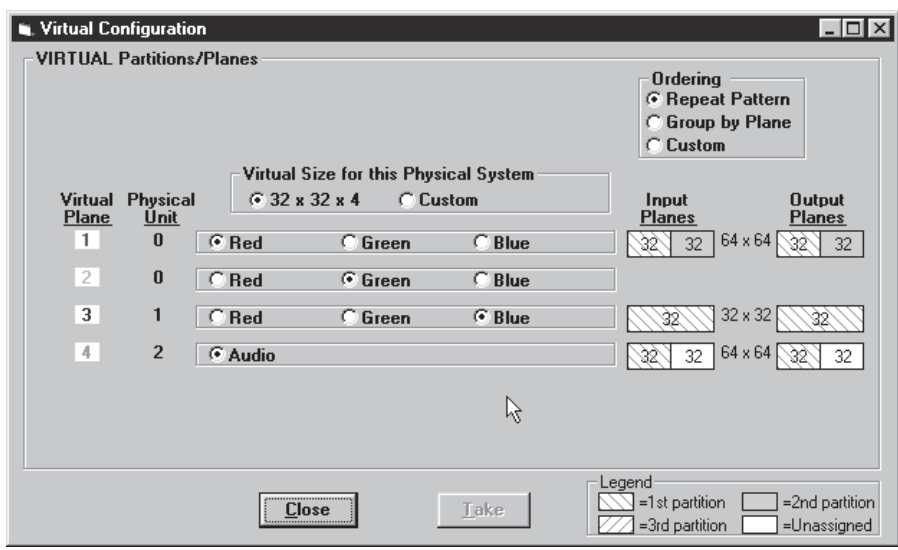 Virtual Configuration
VIRTUAL Partitions/Planes
Ordering
Repeat Pattern
Group by Plane
Custom
Virtual Size for this Physical System
32 x 32 x 4 Custom
Virtual Plane
Physical Unit
Input Planes
Output Planes
1 0 Red Green Blue 32 32 64 x 64 32 32
2 0 Red Green Blue
3 1 Red Green Blue 32 32 x 32 32
4 2 Audio 32 32 64 x 64 32 32
Close Take
Legend
=1st partition =2nd partition
=3rd partition =Unassigned